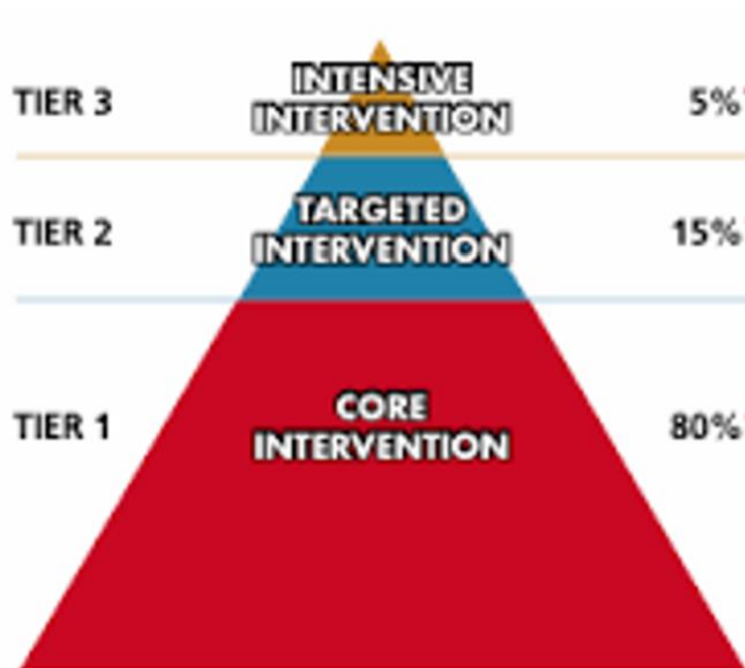 TIER 3
INTENSIVE
INTERVENTION
5%
TIER 2
TARGETED
INTERVENTION
15%
TIER 1
CORE
INTERVENTION
80%